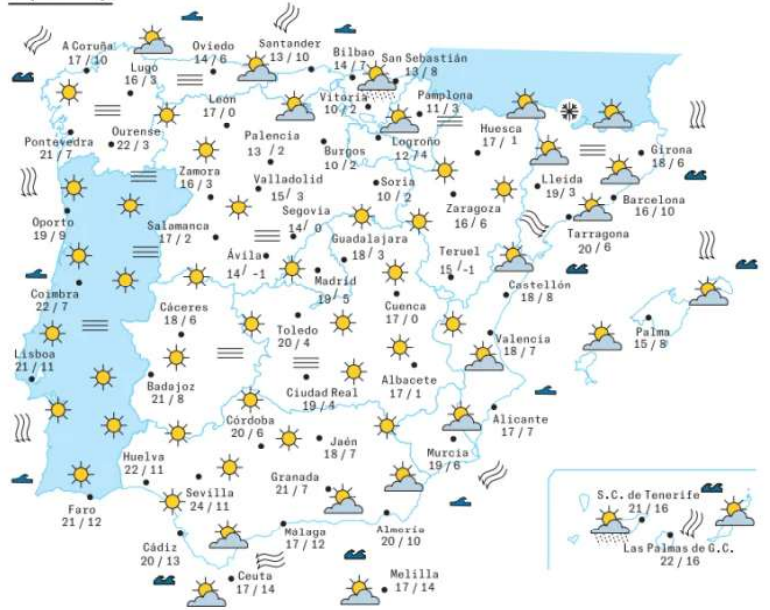 A Coruña
17 / 10
Lugo
16 / 3
Oviedo
14 / 6
Santander
13 / 10
Bilbao
14 / 7
San Sebastián
13 / 8
Vitoria
10 / 2
Pamplona
11 / 3
Pontevedra
21 / 7
Ourense
22 / 3
León
17 / 0
Palencia
13 / 2
Burgos
10 / 2
Logroño
12 / 4
Huesca
17 / 1
Girona
18 / 6
Zamora
16 / 3
Valladolid
15 / 3
Soria
10 / 2
Lleida
19 / 3
Barcelona
16 / 10
Oporto
19 / 9
Salamanca
17 / 2
Segovia
14 / 0
Zaragoza
16 / 6
Tarragona
20 / 6
Ávila
14 / -1
Guadalajara
18 / 3
Teruel
15 / -1
Coimbra
22 / 7
Madrid
19 / 5
Castellón
18 / 8
Cáceres
18 / 6
Toledo
20 / 4
Cuenca
17 / 0
Palma
15 / 8
Lisboa
21 / 11
Valencia
18 / 7
Badajoz
21 / 8
Ciudad Real
19 / 4
Albacete
17 / 1
Córdoba
20 / 6
Jaén
18 / 7
Alicante
17 / 7
Murcia
19 / 6
Huelva
22 / 11
Sevilla
24 / 11
Granada
21 / 7
Faro
21 / 12
Cádiz
20 / 13
Málaga
17 / 12
Almería
20 / 10
S.C. de Tenerife
21 / 16
Las Palmas de G.C.
22 / 16
Ceuta
17 / 14
Melilla
17 / 14